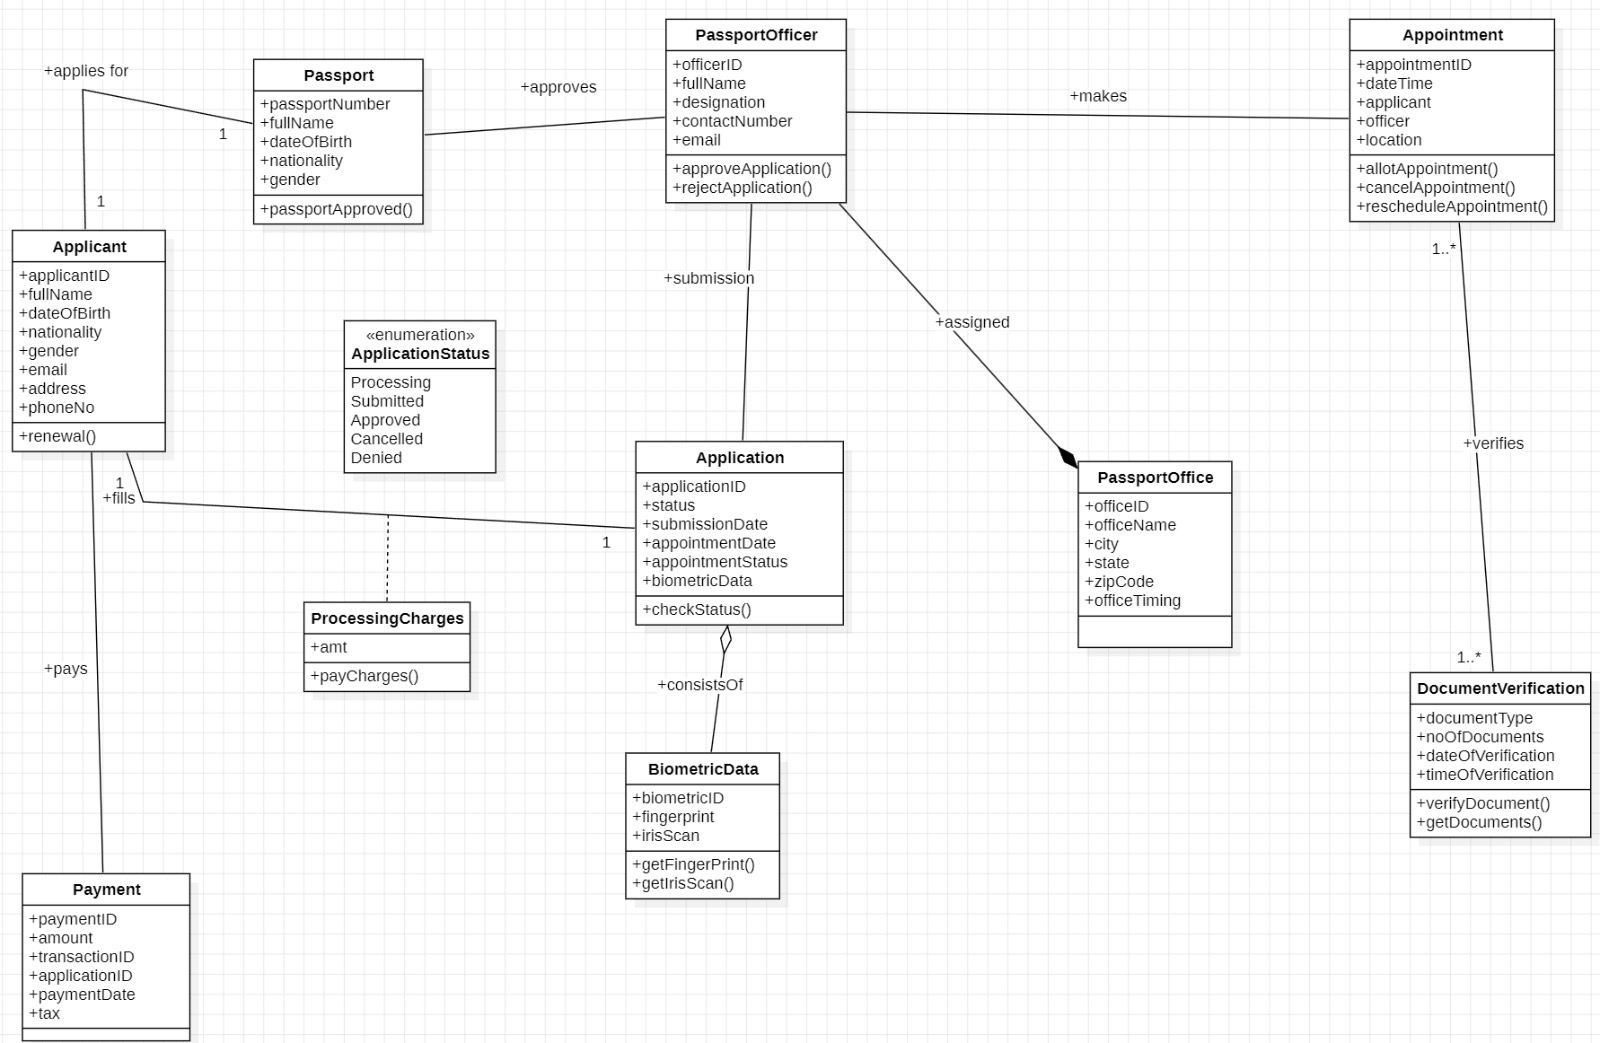 +applies for
1
1
Passport
+passportNumber
+fullName
+dateOfBirth
+nationality
+gender
+passportApproved()
+approves
PassportOfficer
+officerID
+fullName
+designation
+contactNumber
+email
+approveApplication()
+rejectApplication()
+makes
Appointment
+appointmentID
+dateTime
+applicant
+officer
+location
+allotAppointment()
+cancelAppointment()
+rescheduleAppointment()
1..*
Applicant
+applicantID
+fullName
+dateOfBirth
+nationality
+gender
+email
+address
+phoneNo
+renewal()
«enumeration»
ApplicationStatus
Processing
Submitted
Approved
Cancelled
Denied
+submission
+assigned
+verifies
1
+fills
1
Application
+applicationID
+status
+submissionDate
+appointmentDate
+appointmentStatus
+biometricData
+checkStatus()
PassportOffice
+officeID
+officeName
+city
+state
+zipCode
+officeTiming
ProcessingCharges
+amt
+payCharges()
+pays
+consistsOf
1..*
DocumentVerification
+documentType
+noOfDocuments
+dateOfVerification
+timeOfVerification
+verifyDocument()
+getDocuments()
BiometricData
+biometricID
+fingerprint
+irisScan
+getFingerPrint()
+getIrisScan()
Payment
+paymentID
+amount
+transactionID
+applicationID
+paymentDate
+tax